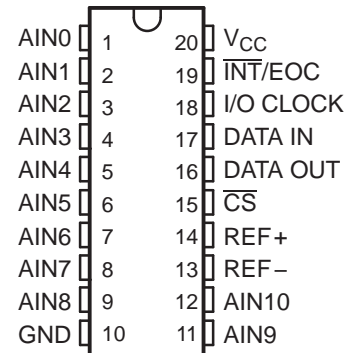 AIN0 1 20 VCC
AIN1 2 19 INT/EOC
AIN2 3 18 I/O CLOCK
AIN3 4 17 DATA IN
AIN4 5 16 DATA OUT
AIN5 6 15 CS
AIN6 7 14 REF+
AIN7 8 13 REF−
AIN8 9 12 AIN10
GND 10 11 AIN9